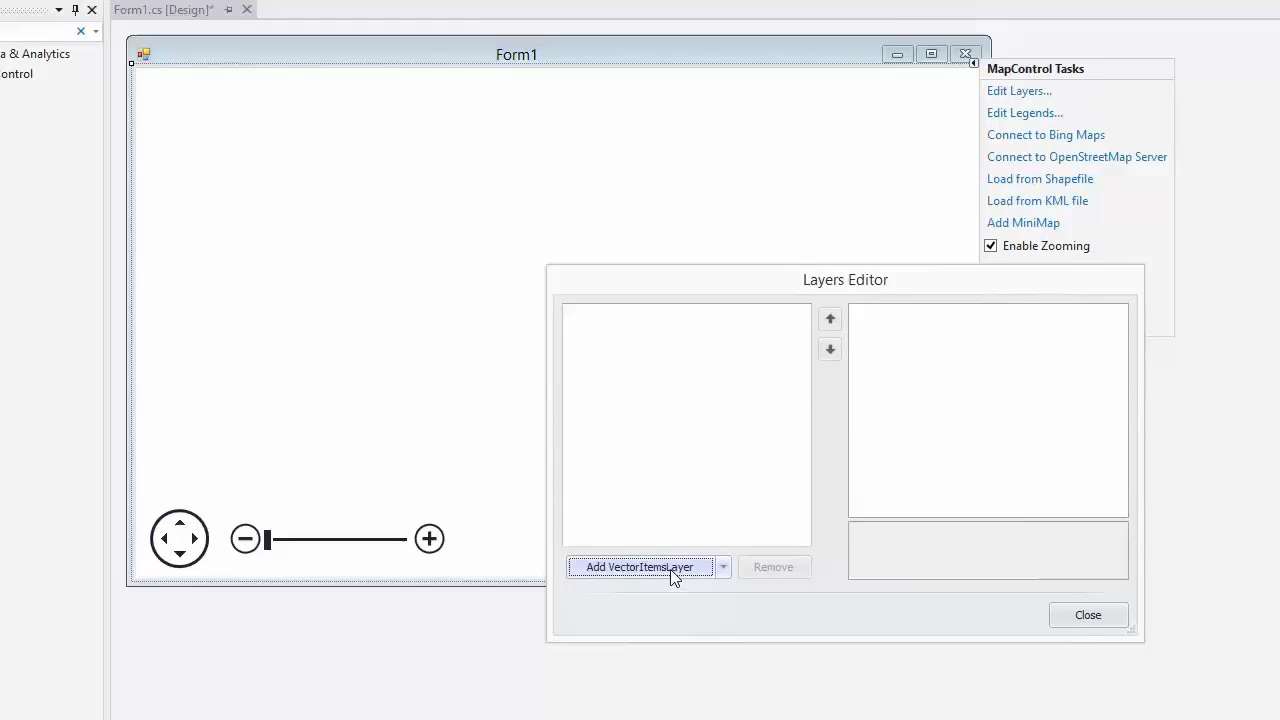 Form1.cs [Design]*
a & Analytics
ontrol
Form1
MapControl Tasks
Edit Layers...
Edit Legends...
Connect to Bing Maps
Connect to OpenStreetMap Server
Load from Shapefile
Load from KML file
Add MiniMap
Enable Zooming
Layers Editor
Add VectorItemsLayer
Remove
Close